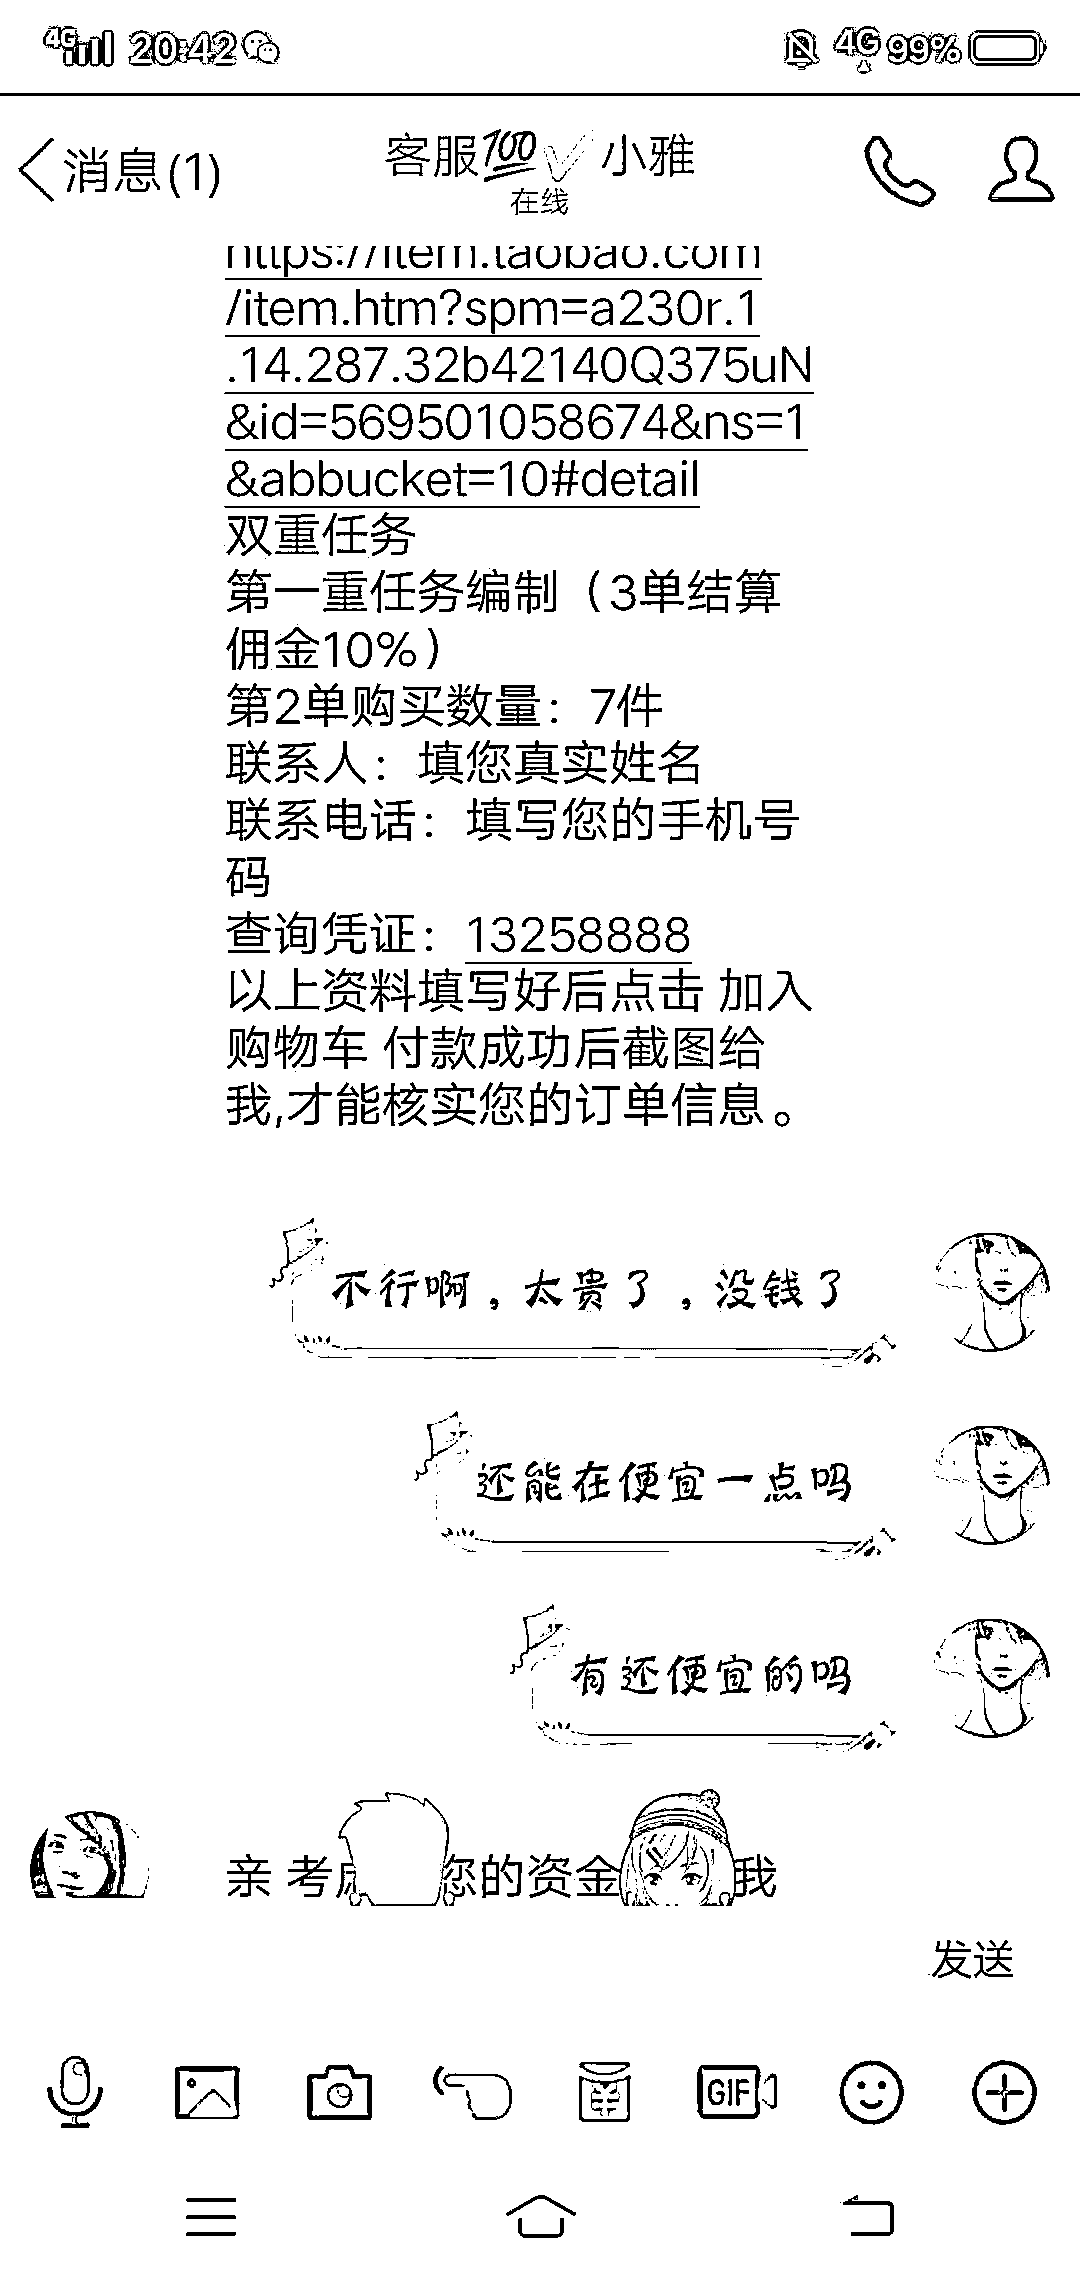 4G 20:42 4G 99%
消息(1)
客服💯✓小雅
在线
https://item.taobao.com
/item.htm?spm=a230r.1
.14.287.32b42140Q375uN
&id=569501058674&ns=1
&abbucket=10#detail
双重任务
第一重任务编制（3单结算
佣金10%）
第2单购买数量：7件
联系人：填您真实姓名
联系电话：填写您的手机号
码
查询凭证：13258888
以上资料填写好后点击 加入
购物车 付款成功后截图给
我,才能核实您的订单信息。
不行啊，太贵了，没钱了
还能在便宜一点吗
有还便宜的吗
亲 考 您的资金 我
发送
GIF